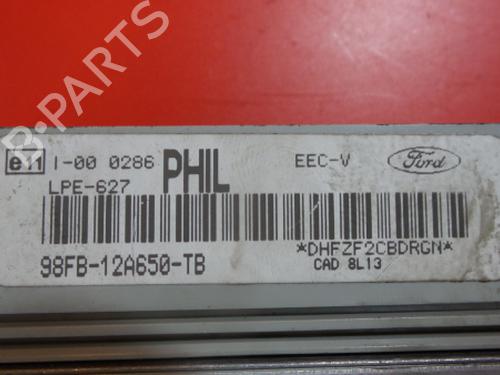 B-PARTS
e11 I-00 0286 PHIL EEC-V Ford
LPE-627
98FB-12A650-TB
*DHFZF2CBDRGN*
CAD 8L13